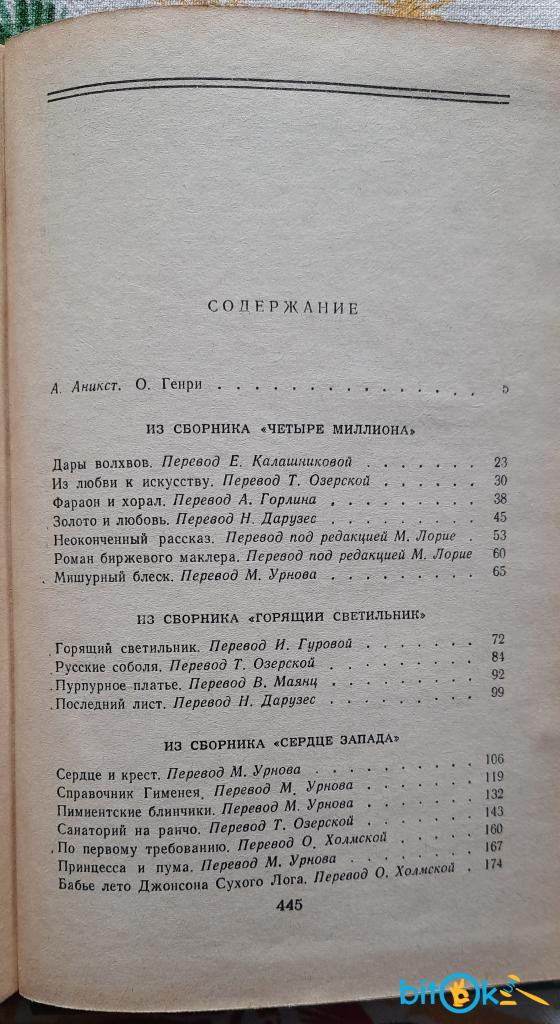 СОДЕРЖАНИЕ
А. Аникст. О. Генри . . . . . . . . . . . . . . 5
ИЗ СБОРНИКА «ЧЕТЫРЕ МИЛЛИОНА»
Дары волхвов. Перевод Е. Калашниковой . . . . . . . 23
Из любви к искусству. Перевод Т. Озерской . . . . . . 30
Фараон и хорал. Перевод А. Горлина . . . . . . . . 38
Золото и любовь. Перевод Н. Дарузес . . . . . . . . 45
Неоконченный рассказ. Перевод под редакцией М. Лорие . 53
Роман биржевого маклера. Перевод под редакцией М. Лорие 60
Мишурный блеск. Перевод М. Урнова . . . . . . . . 65
ИЗ СБОРНИКА «ГОРЯЩИЙ СВЕТИЛЬНИК»
Горящий светильник. Перевод И. Гуровой . . . . . . . 72
Русские соболя. Перевод Т. Озерской . . . . . . . . 84
Пурпурное платье. Перевод В. Маянц . . . . . . . . 92
Последний лист. Перевод Н. Дарузес . . . . . . . . 99
ИЗ СБОРНИКА «СЕРДЦЕ ЗАПАДА»
Сердце и крест. Перевод М. Урнова . . . . . . . . 106
Справочник Гименея. Перевод М. Урнова . . . . . . 119
Пимиентские блинчики. Перевод М. Урнова . . . . . . 132
Санаторий на ранчо. Перевод Т. Озерской . . . . . . 143
По первому требованию. Перевод О. Холмской . . . . . 160
Принцесса и пума. Перевод М. Урнова . . . . . . . 167
Бабье лето Джонсона Сухого Лога. Перевод О. Холмской . 174
445
bitOk